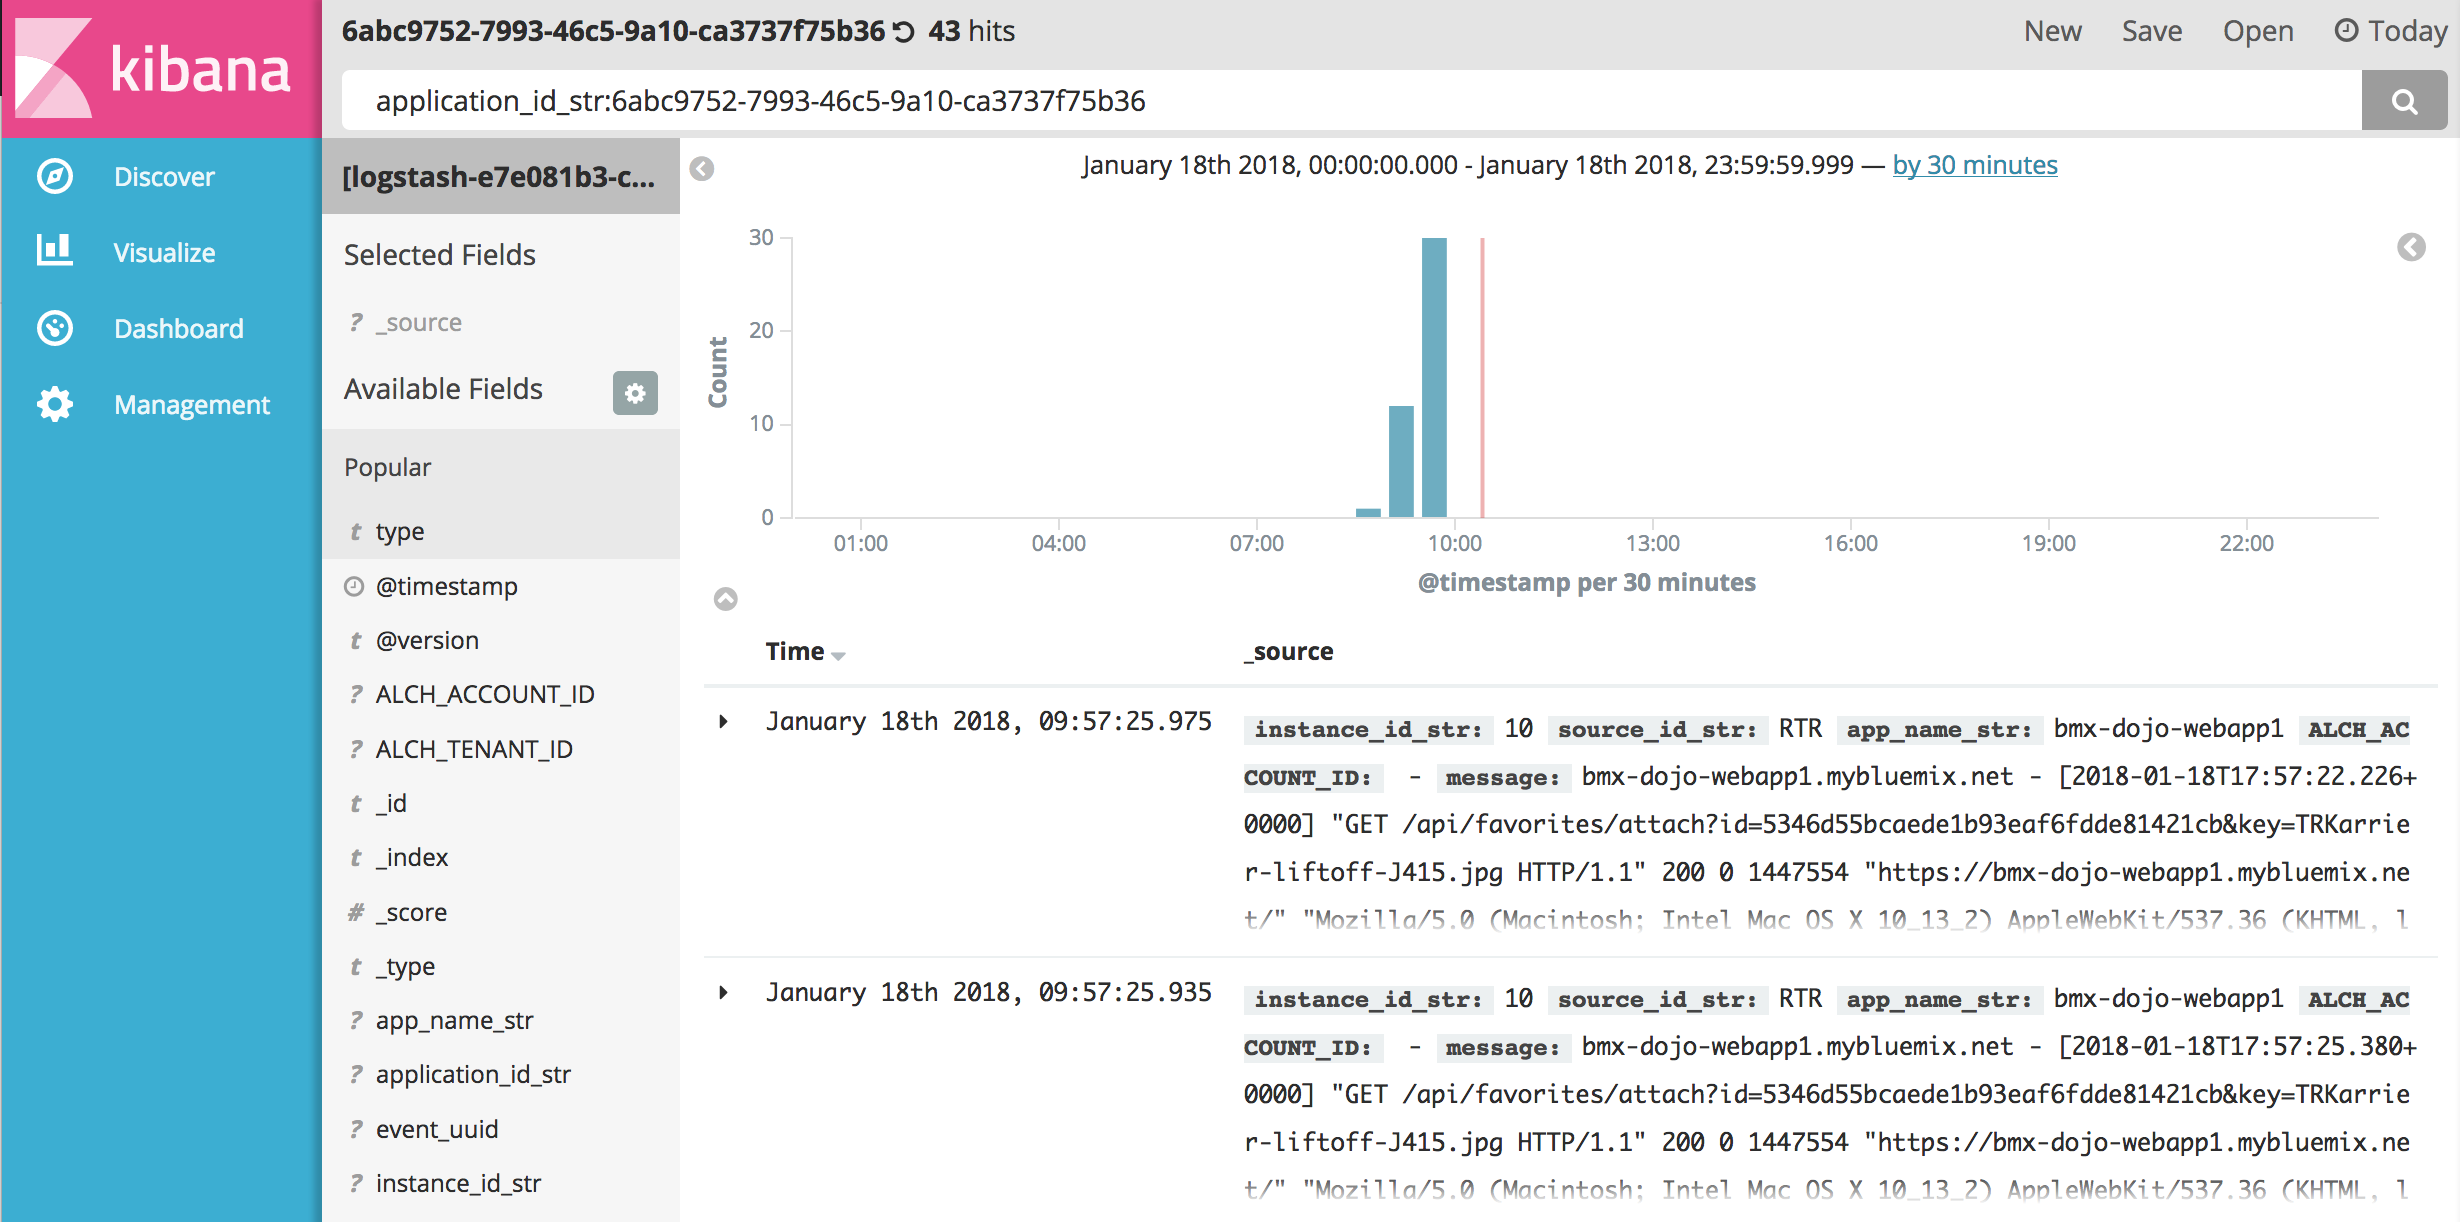 kibana
6abc9752-7993-46c5-9a10-ca3737f75b36 43 hits
New Save Open Today
application_id_str:6abc9752-7993-46c5-9a10-ca3737f75b36
Discover
Visualize
Dashboard
Management
[logstash-e7e081b3-c...
Selected Fields
? _source
Available Fields
Popular
t type
@timestamp
t @version
? ALCH_ACCOUNT_ID
? ALCH_TENANT_ID
t _id
t _index
# _score
t _type
? app_name_str
? application_id_str
? event_uuid
? instance_id_str
January 18th 2018, 00:00:00.000 - January 18th 2018, 23:59:59.999 — by 30 minutes
Count
30
20
10
0
01:00 04:00 07:00 10:00 13:00 16:00 19:00 22:00
@timestamp per 30 minutes
Time _source
January 18th 2018, 09:57:25.975 instance_id_str: 10 source_id_str: RTR app_name_str: bmx-dojo-webapp1 ALCH_AC
COUNT_ID: - message: bmx-dojo-webapp1.mybluemix.net - [2018-01-18T17:57:22.226+
0000] "GET /api/favorites/attach?id=5346d55bcaede1b93eaf6fdde81421cb&key=TRKarrie
r-liftoff-J415.jpg HTTP/1.1" 200 0 1447554 "https://bmx-dojo-webapp1.mybluemix.ne
t/" "Mozilla/5.0 (Macintosh; Intel Mac OS X 10_13_2) AppleWebKit/537.36 (KHTML, l
January 18th 2018, 09:57:25.935 instance_id_str: 10 source_id_str: RTR app_name_str: bmx-dojo-webapp1 ALCH_AC
COUNT_ID: - message: bmx-dojo-webapp1.mybluemix.net - [2018-01-18T17:57:25.380+
0000] "GET /api/favorites/attach?id=5346d55bcaede1b93eaf6fdde81421cb&key=TRKarrie
r-liftoff-J415.jpg HTTP/1.1" 200 0 1447554 "https://bmx-dojo-webapp1.mybluemix.ne
t/" "Mozilla/5.0 (Macintosh; Intel Mac OS X 10_13_2) AppleWebKit/537.36 (KHTML, l